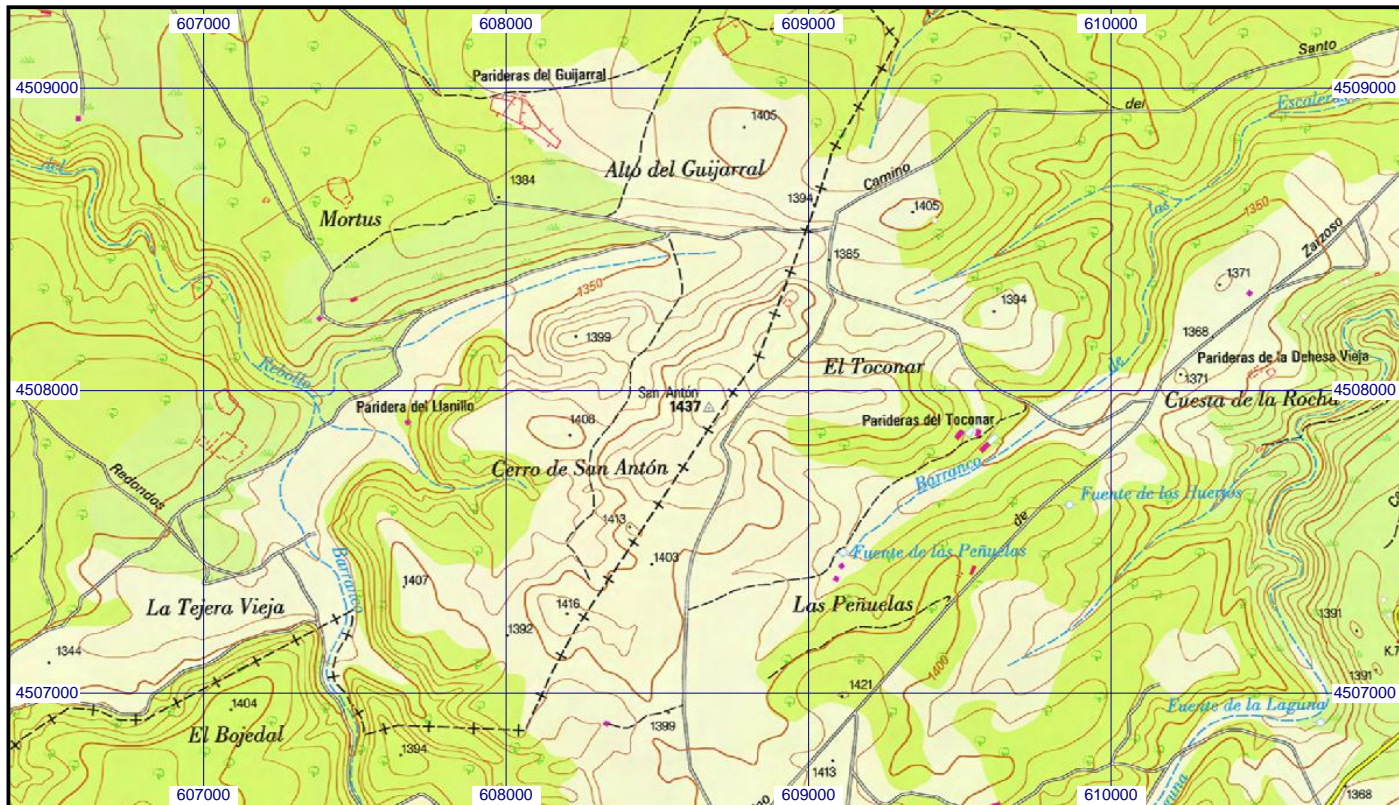 607000
608000
609000
610000
Santo
Parideras del Guijarral
4509000
4509000
del
Escaleras
1405
del
Alto del Guijarral
Camino
1384
1394
1405
las
1350
Mortus
Zarzoso
1385
1371
1350
1394
1399
1368
El Toconar
Parideras de la Dehesa Vieja
Rebollo
de
1371
4508000
San Antón
4508000
Paridera del Llanillo
1437
Cuesta de la Rocha
1406
Parideras del Toconar
Redondos
Cerro de San Antón
Barranco
Fuente de los Huertos
1413
de
Barranco
1403
Fuente de las Peñuelas
1407
La Tejera Vieja
1416
Las Peñuelas
1392
1391
1344
K.7
1400
1391
4507000
4507000
1404
1421
1399
Fuente de la Laguna
El Bojedal
1394
1413
607000
608000
609000
610000
1368